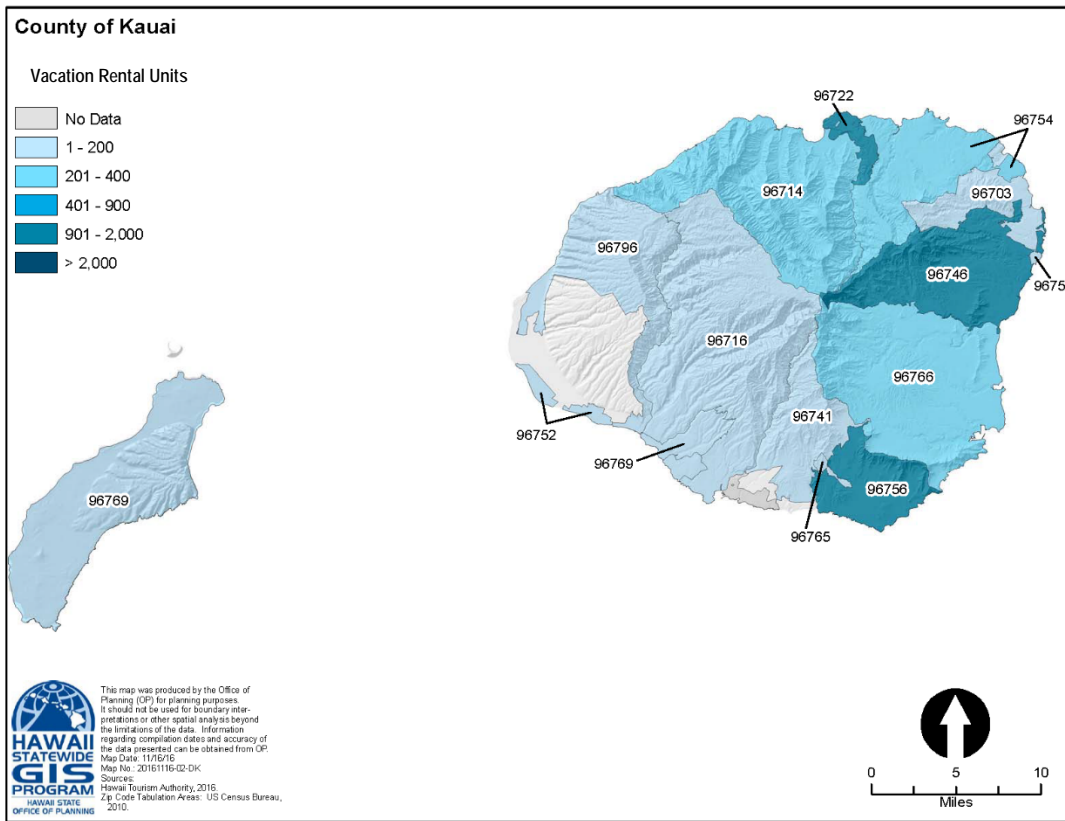 County of Kauai
Vacation Rental Units
No Data
1 - 200
201 - 400
401 - 900
901 - 2,000
> 2,000
96722
96754
96714
96703
96796
96746
9675
96716
96766
96741
96752
96769
96769
96756
96765
This map was produced by the Office of
Planning (OP) for planning purposes.
It should not be used for boundary inter-
pretations or other spatial analysis beyond
the limitations of the data. Information
regarding compilation dates and accuracy of
the data presented can be obtained from OP.
Map Date: 11/16/16
Map No.: 20161116-02-DK
Sources:
Hawaii Tourism Authority, 2016.
Zip Code Tabulation Areas: US Census Bureau,
2010.
HAWAII
STATEWIDE
GIS
PROGRAM
HAWAII STATE
OFFICE OF PLANNING
0 5 10
Miles